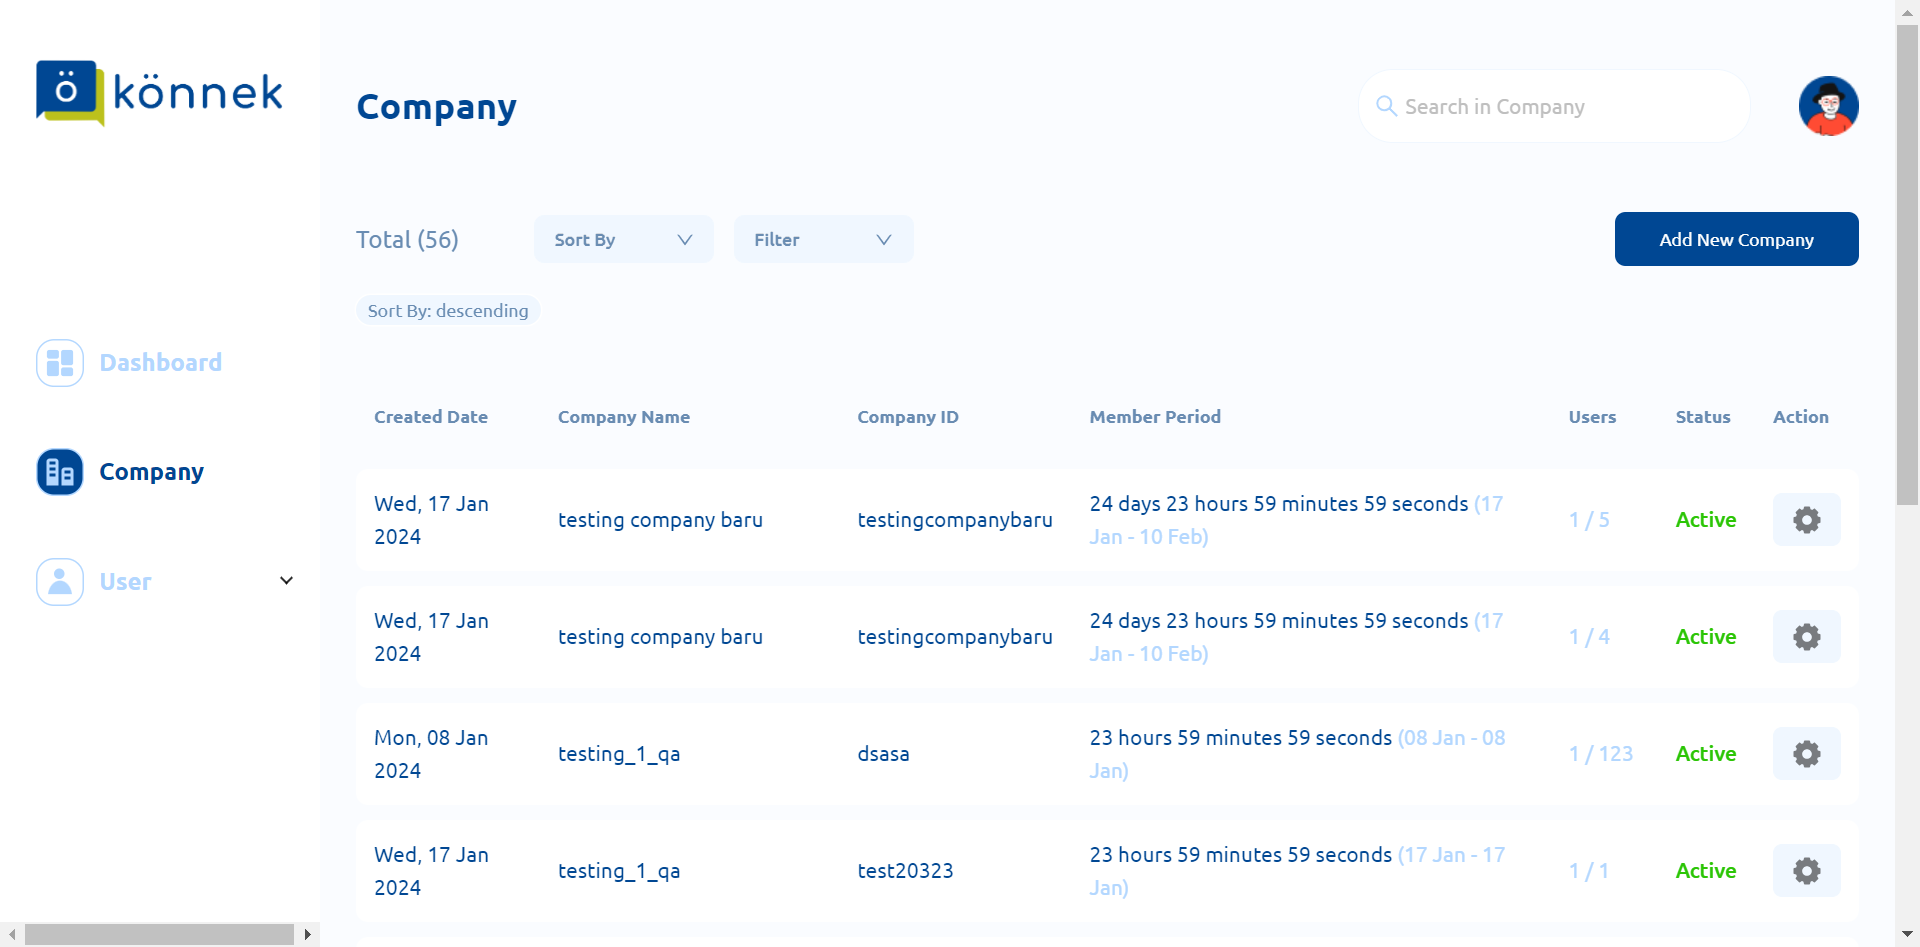 ö könnek
Company
Search in Company
Total (56)
Sort By
Filter
Add New Company
Sort By: descending
Dashboard
Company
User
Created Date Company Name Company ID Member Period Users Status Action
Wed, 17 Jan 2024 testing company baru testingcompanybaru 24 days 23 hours 59 minutes 59 seconds (17 Jan - 10 Feb) 1 / 5 Active
Wed, 17 Jan 2024 testing company baru testingcompanybaru 24 days 23 hours 59 minutes 59 seconds (17 Jan - 10 Feb) 1 / 4 Active
Mon, 08 Jan 2024 testing_1_qa dsasa 23 hours 59 minutes 59 seconds (08 Jan - 08 Jan) 1 / 123 Active
Wed, 17 Jan 2024 testing_1_qa test20323 23 hours 59 minutes 59 seconds (17 Jan - 17 Jan) 1 / 1 Active